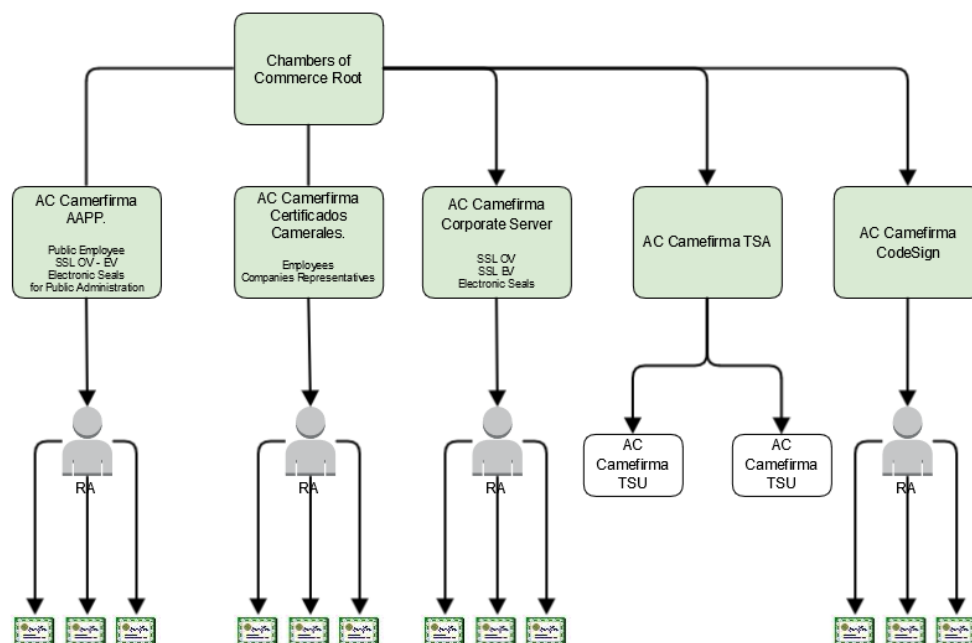 Chambers of
Commerce Root
AC Camerfirma
AAPP.
Public Employee
SSL OV - EV
Electronic Seals
for Public Administration
AC Camerfirma
Certificados
Camerales.
Employees
Companies Representatives
AC Camefirma
Corporate Server
SSL OV
SSL EV
Electronic Seals
AC Camefirma TSA
AC Camefirma
CodeSign
RA
RA
RA
AC
Camefirma
TSU
AC
Camefirma
TSU
RA